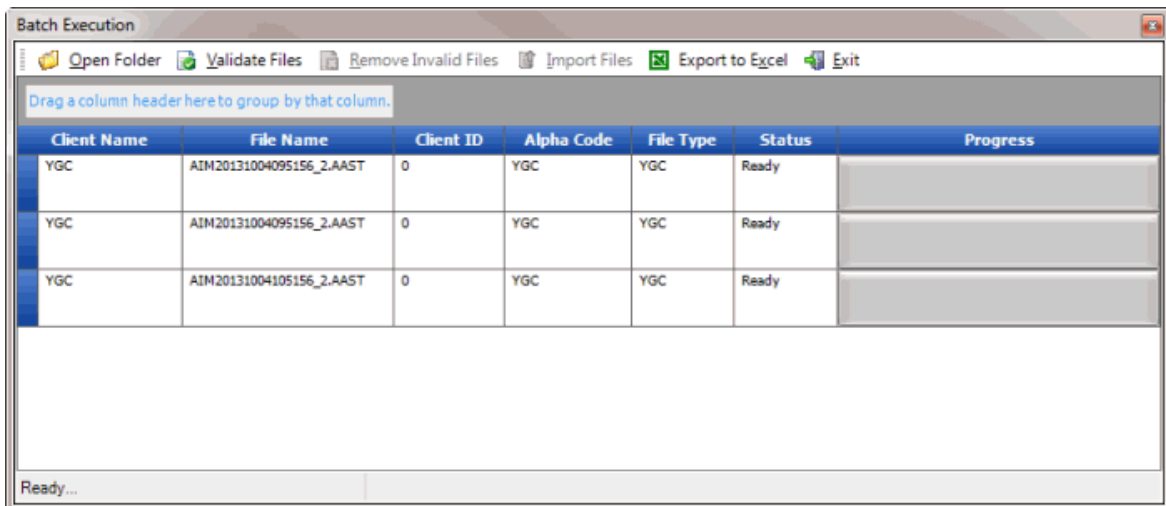 Batch Execution
Open Folder Validate Files Remove Invalid Files Import Files Export to Excel Exit
Drag a column header here to group by that column.
Client Name File Name Client ID Alpha Code File Type Status Progress
YGC AIM20131004095156_2.AAST 0 YGC YGC Ready
YGC AIM20131004095156_2.AAST 0 YGC YGC Ready
YGC AIM20131004105156_2.AAST 0 YGC YGC Ready
Ready...